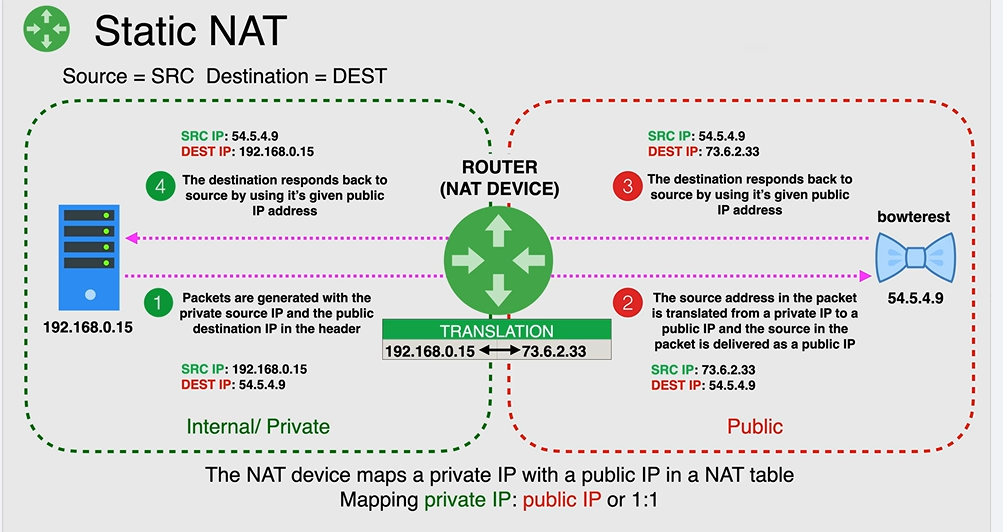 Static NAT
Source = SRC Destination = DEST
SRC IP: 54.5.4.9
DEST IP: 192.168.0.15
4
The destination responds back to
source by using it's given public
IP address
ROUTER
(NAT DEVICE)
SRC IP: 54.5.4.9
DEST IP: 73.6.2.33
3
The destination responds back to
source by using it's given public
IP address
bowterest
54.5.4.9
192.168.0.15
1
Packets are generated with the
private source IP and the public
destination IP in the header
SRC IP: 192.168.0.15
DEST IP: 54.5.4.9
TRANSLATION
192.168.0.15 73.6.2.33
2
The source address in the packet
is translated from a private IP to a
public IP and the source in the
packet is delivered as a public IP
SRC IP: 73.6.2.33
DEST IP: 54.5.4.9
Internal/ Private
Public
The NAT device maps a private IP with a public IP in a NAT table
Mapping private IP: public IP or 1:1